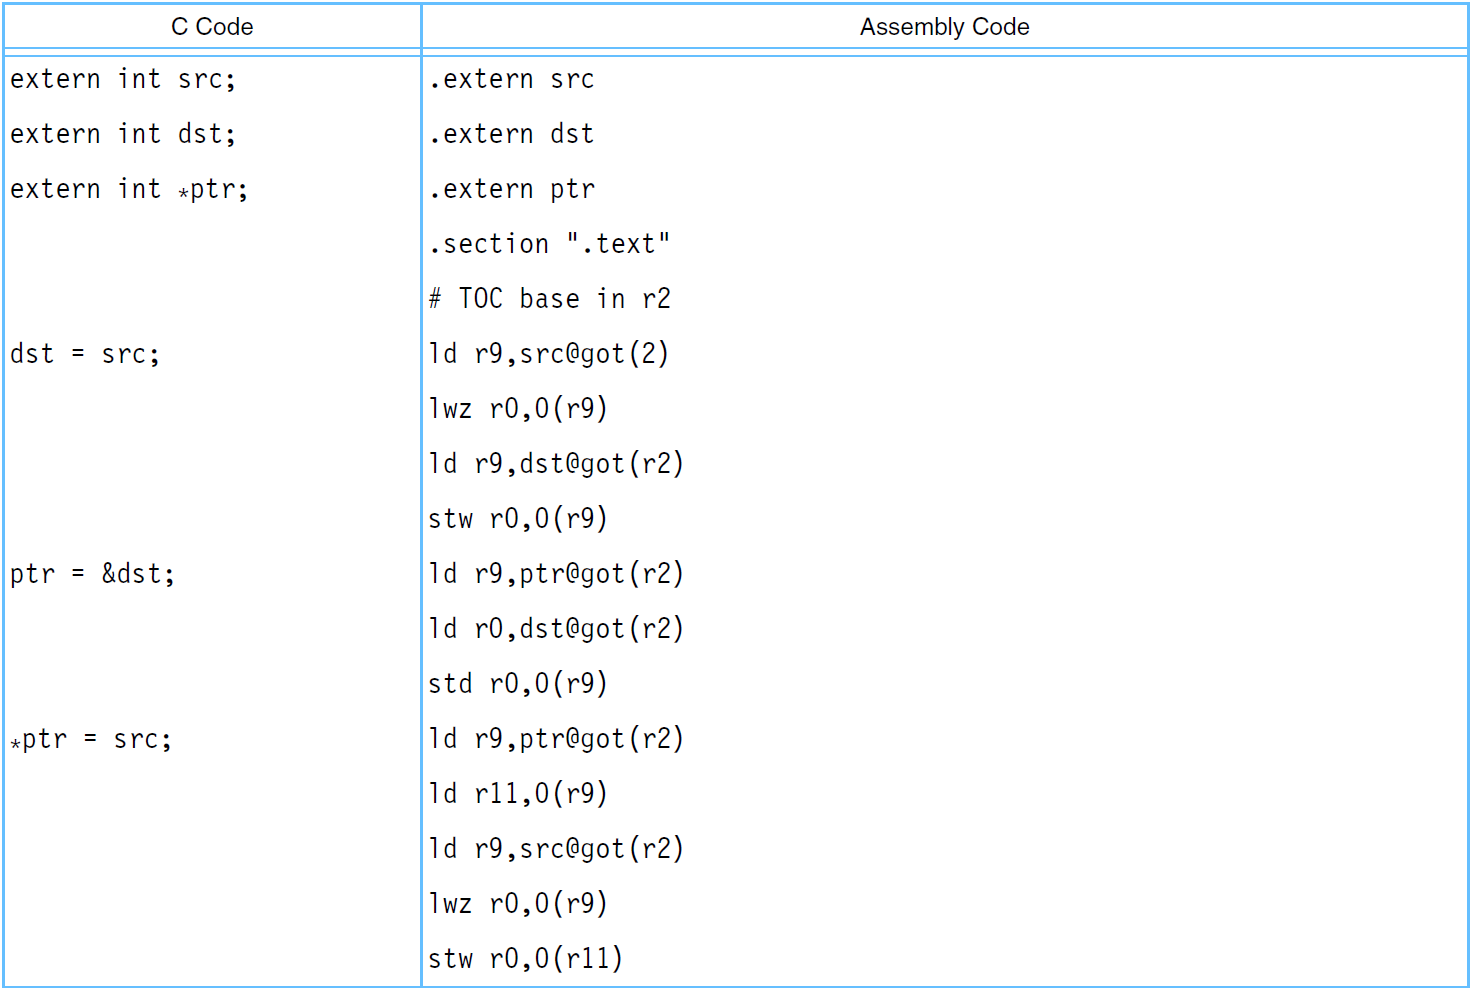 C Code Assembly Code
extern int src; .extern src
extern int dst; .extern dst
extern int *ptr; .extern ptr
.section ".text"
# TOC base in r2
dst = src; ld r9,src@got(2)
lwz r0,0(r9)
ld r9,dst@got(r2)
stw r0,0(r9)
ptr = &dst; ld r9,ptr@got(r2)
ld r0,dst@got(r2)
std r0,0(r9)
*ptr = src; ld r9,ptr@got(r2)
ld r11,0(r9)
ld r9,src@got(r2)
lwz r0,0(r9)
stw r0,0(r11)